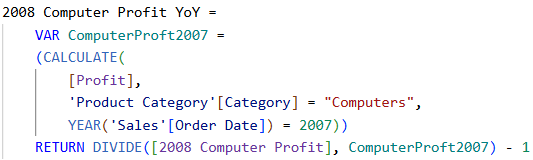 2008 Computer Profit YoY =
VAR ComputerProft2007 =
(CALCULATE(
[Profit],
'Product Category'[Category] = "Computers",
YEAR('Sales'[Order Date]) = 2007))
RETURN DIVIDE([2008 Computer Profit], ComputerProft2007) - 1